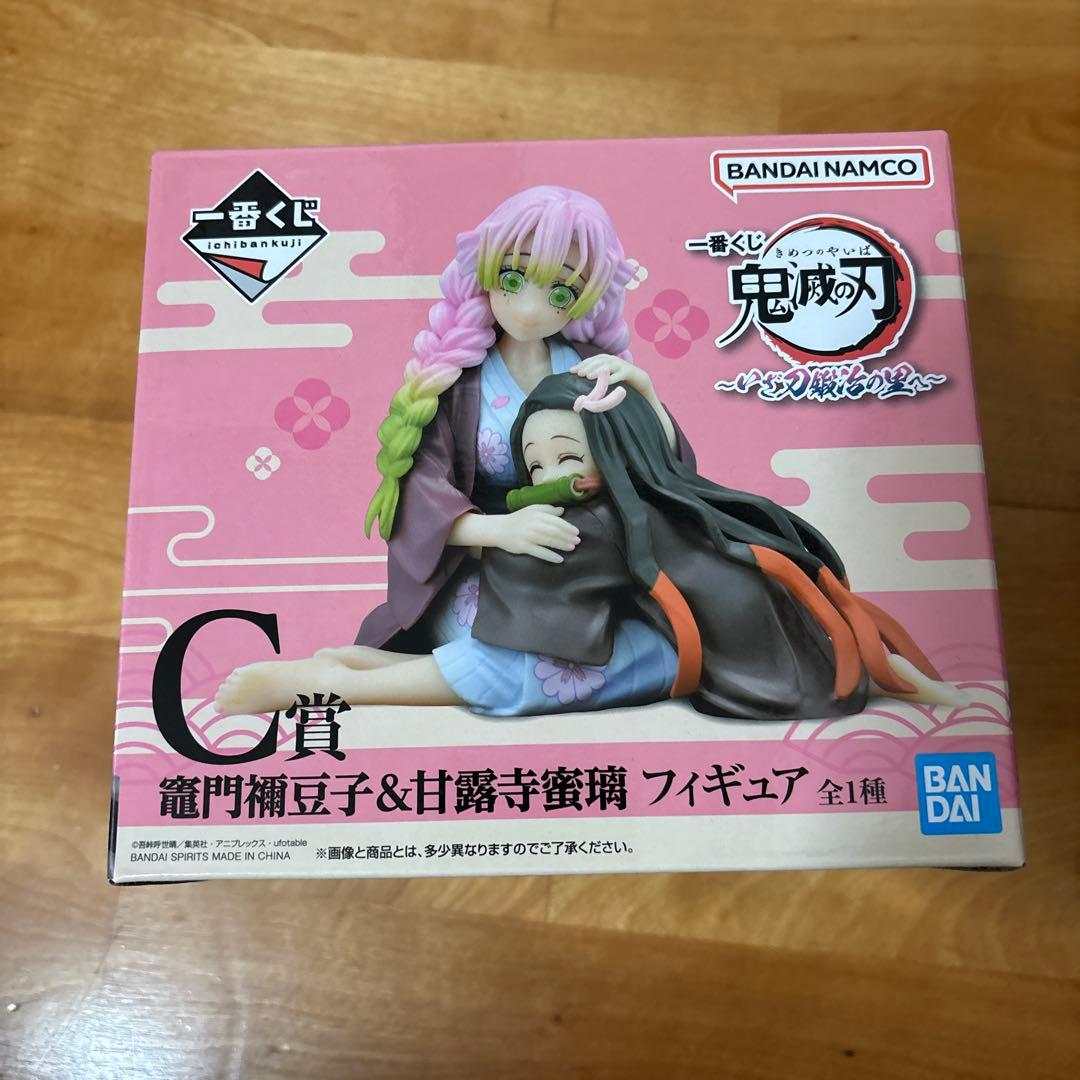 一番くじ
ichibankuji
BANDAI NAMCO
一番くじ
きめつのやいば
鬼滅の刃
～いざ刀鍛冶の里へ～
C賞
竈門禰豆子&甘露寺蜜璃 フィギュア 全1種
BAN
DAI
©吾峠呼世晴／集英社・アニプレックス・ufotable
BANDAI SPIRITS MADE IN CHINA
※画像と商品とは、多少異なりますのでご了承ください。